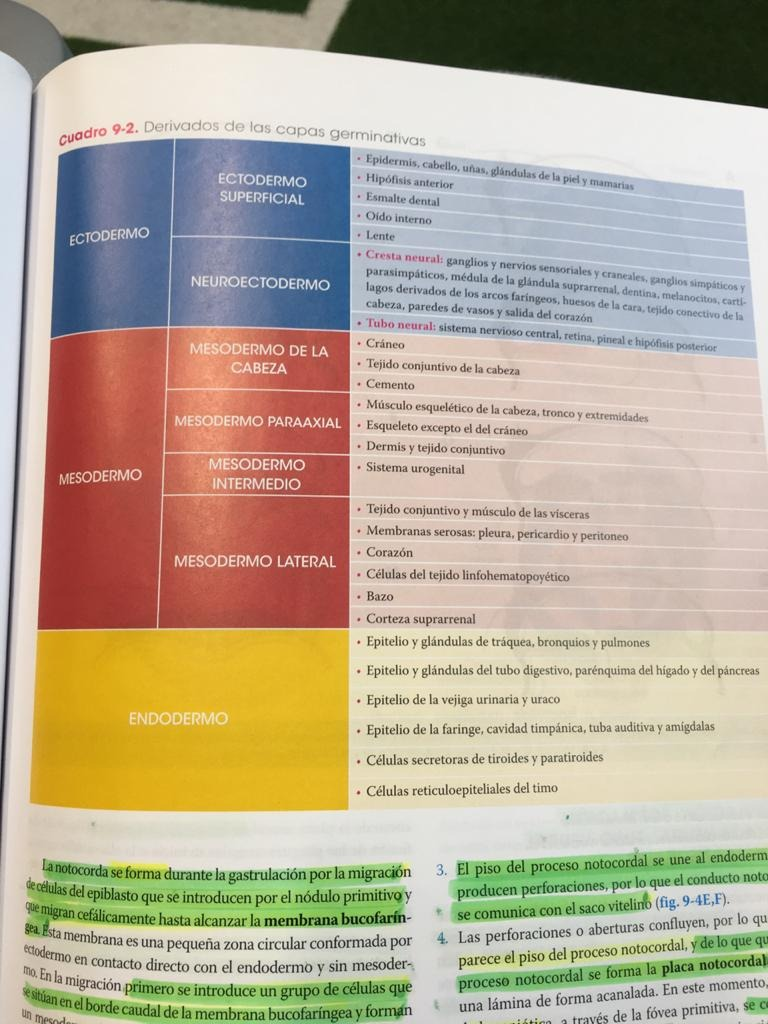 Cuadro 9-2. Derivados de las capas germinativas
ECTODERMO
ECTODERMO
SUPERFICIAL
• Epidermis, cabello, uñas, glándulas de la piel y mamarias
• Hipófisis anterior
• Esmalte dental
• Oído interno
• Lente
NEUROECTODERMO
• Cresta neural: ganglios y nervios sensoriales y craneales, ganglios simpáticos y
parasimpáticos, médula de la glándula suprarrenal, dentina, melanocitos, cartí-
lagos derivados de los arcos faríngeos, huesos de la cara, tejido conectivo de la
cabeza, paredes de vasos y salida del corazón
• Tubo neural: sistema nervioso central, retina, pineal e hipófisis posterior
MESODERMO
MESODERMO DE LA
CABEZA
• Cráneo
• Tejido conjuntivo de la cabeza
• Cemento
MESODERMO PARAAXIAL
• Músculo esquelético de la cabeza, tronco y extremidades
• Esqueleto excepto el del cráneo
• Dermis y tejido conjuntivo
MESODERMO
INTERMEDIO
• Sistema urogenital
MESODERMO LATERAL
• Tejido conjuntivo y músculo de las vísceras
• Membranas serosas: pleura, pericardio y peritoneo
• Corazón
• Células del tejido linfohematopoyético
• Bazo
• Corteza suprarrenal
ENDODERMO
• Epitelio y glándulas de tráquea, bronquios y pulmones
• Epitelio y glándulas del tubo digestivo, parénquima del hígado y del páncreas
• Epitelio de la vejiga urinaria y uraco
• Epitelio de la faringe, cavidad timpánica, tuba auditiva y amígdalas
• Células secretoras de tiroides y paratiroides
• Células reticuloepiteliales del timo
La notocorda se forma durante la gastrulación por la migración
de células del epiblasto que se introducen por el nódulo primitivo y
que migran cefálicamente hasta alcanzar la membrana bucofarín-
gea. Esta membrana es una pequeña zona circular conformada por
ectodermo en contacto directo con el endodermo y sin mesoder-
mo. En la migración primero se introduce un grupo de células que
se sitúan en el borde caudal de la membrana bucofaríngea y forman
un
3. El piso del proceso notocordal se une al endoderm
producen perforaciones, por lo que el conducto noto
se comunica con el saco vitelino (fig. 9-4E,F).
4. Las perforaciones o aberturas confluyen, por lo qu
parece el piso del proceso notocordal, y de lo que qu
proceso notocordal se forma la placa notocordal
una lámina de forma acanalada. En este momento,
a través de la fóvea primitiva, se